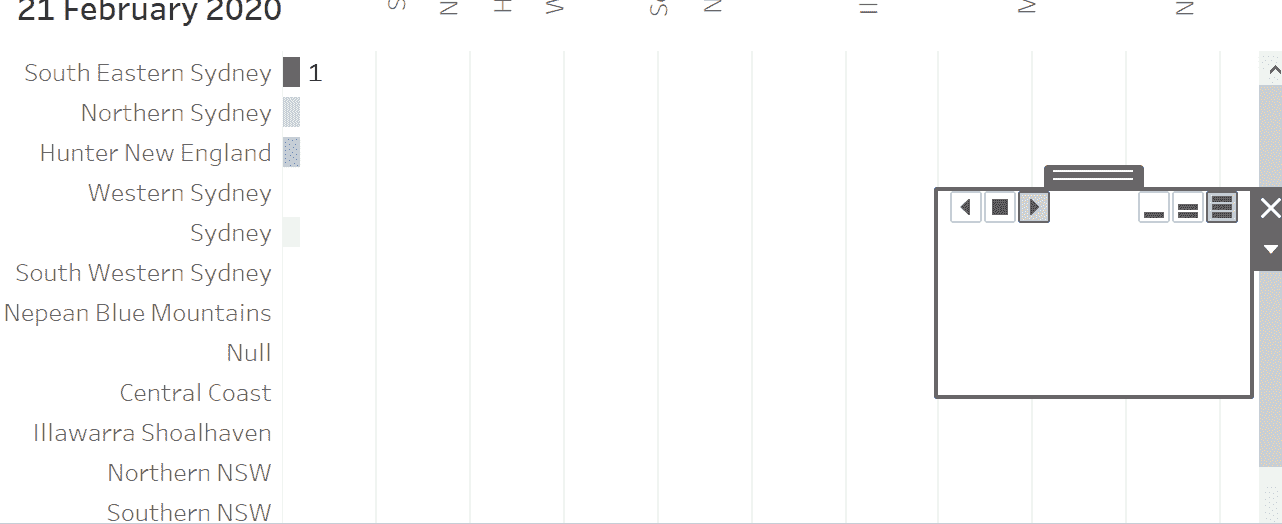 21 February 2020
South Eastern Sydney 1
Northern Sydney
Hunter New England
Western Sydney
Sydney
South Western Sydney
Nepean Blue Mountains
Null
Central Coast
Illawarra Shoalhaven
Northern NSW
Southern NSW